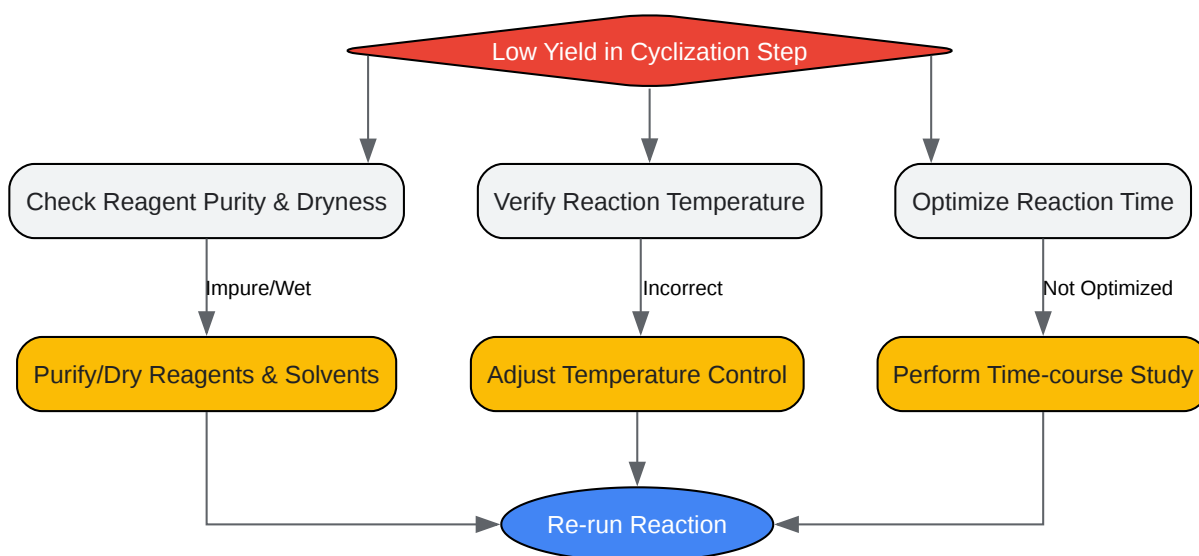 Low Yield in Cyclization Step
Check Reagent Purity & Dryness
Verify Reaction Temperature
Optimize Reaction Time
Impure/Wet
Incorrect
Not Optimized
Purify/Dry Reagents & Solvents
Adjust Temperature Control
Perform Time-course Study
Re-run Reaction